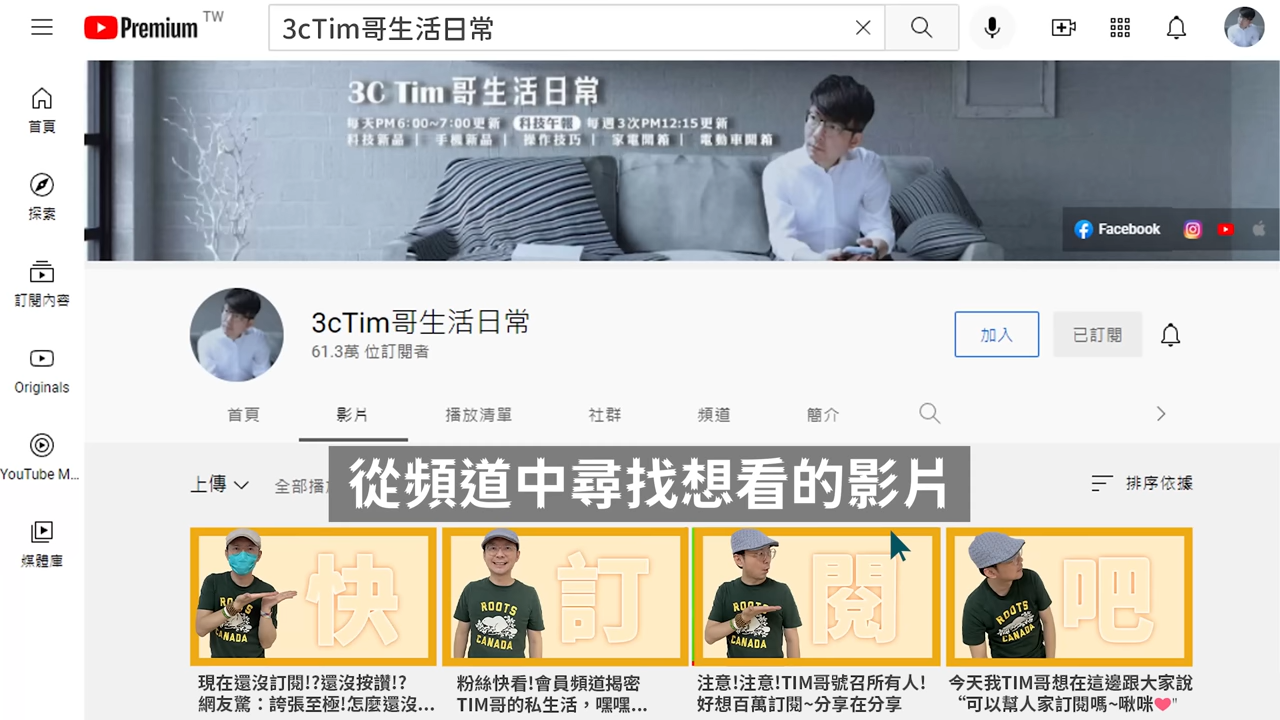 Premium TW
3cTim哥生活日常
首頁
探索
訂閱內容
Originals
YouTube M...
媒體庫
3C Tim哥生活日常
每天PM6:00~7:00更新 科技午報 每週3次PM12:15更新
科技新品 | 手機新品 | 操作技巧 | 家電開箱 | 電動車開箱
Facebook
3cTim哥生活日常
61.3萬 位訂閱者
加入
已訂閱
首頁 影片 播放清單 社群 頻道 簡介
上傳 全部播放
排序依據
從頻道中尋找想看的影片
快 訂 閱 吧
ROOTS
CANADA
ROOTS
CANADA
ROOTS
CANADA
ROOTS
CANADA
現在還沒訂閱!?還沒按讚!?
網友驚：誇張至極!怎麼還沒...
粉絲快看!會員頻道揭密
TIM哥的私生活，嘿嘿...
注意!注意!TIM哥號召所有人!
好想百萬訂閱~分享在分享
今天我TIM哥想在這邊跟大家說
“可以幫人家訂閱嗎~啾咪❤"